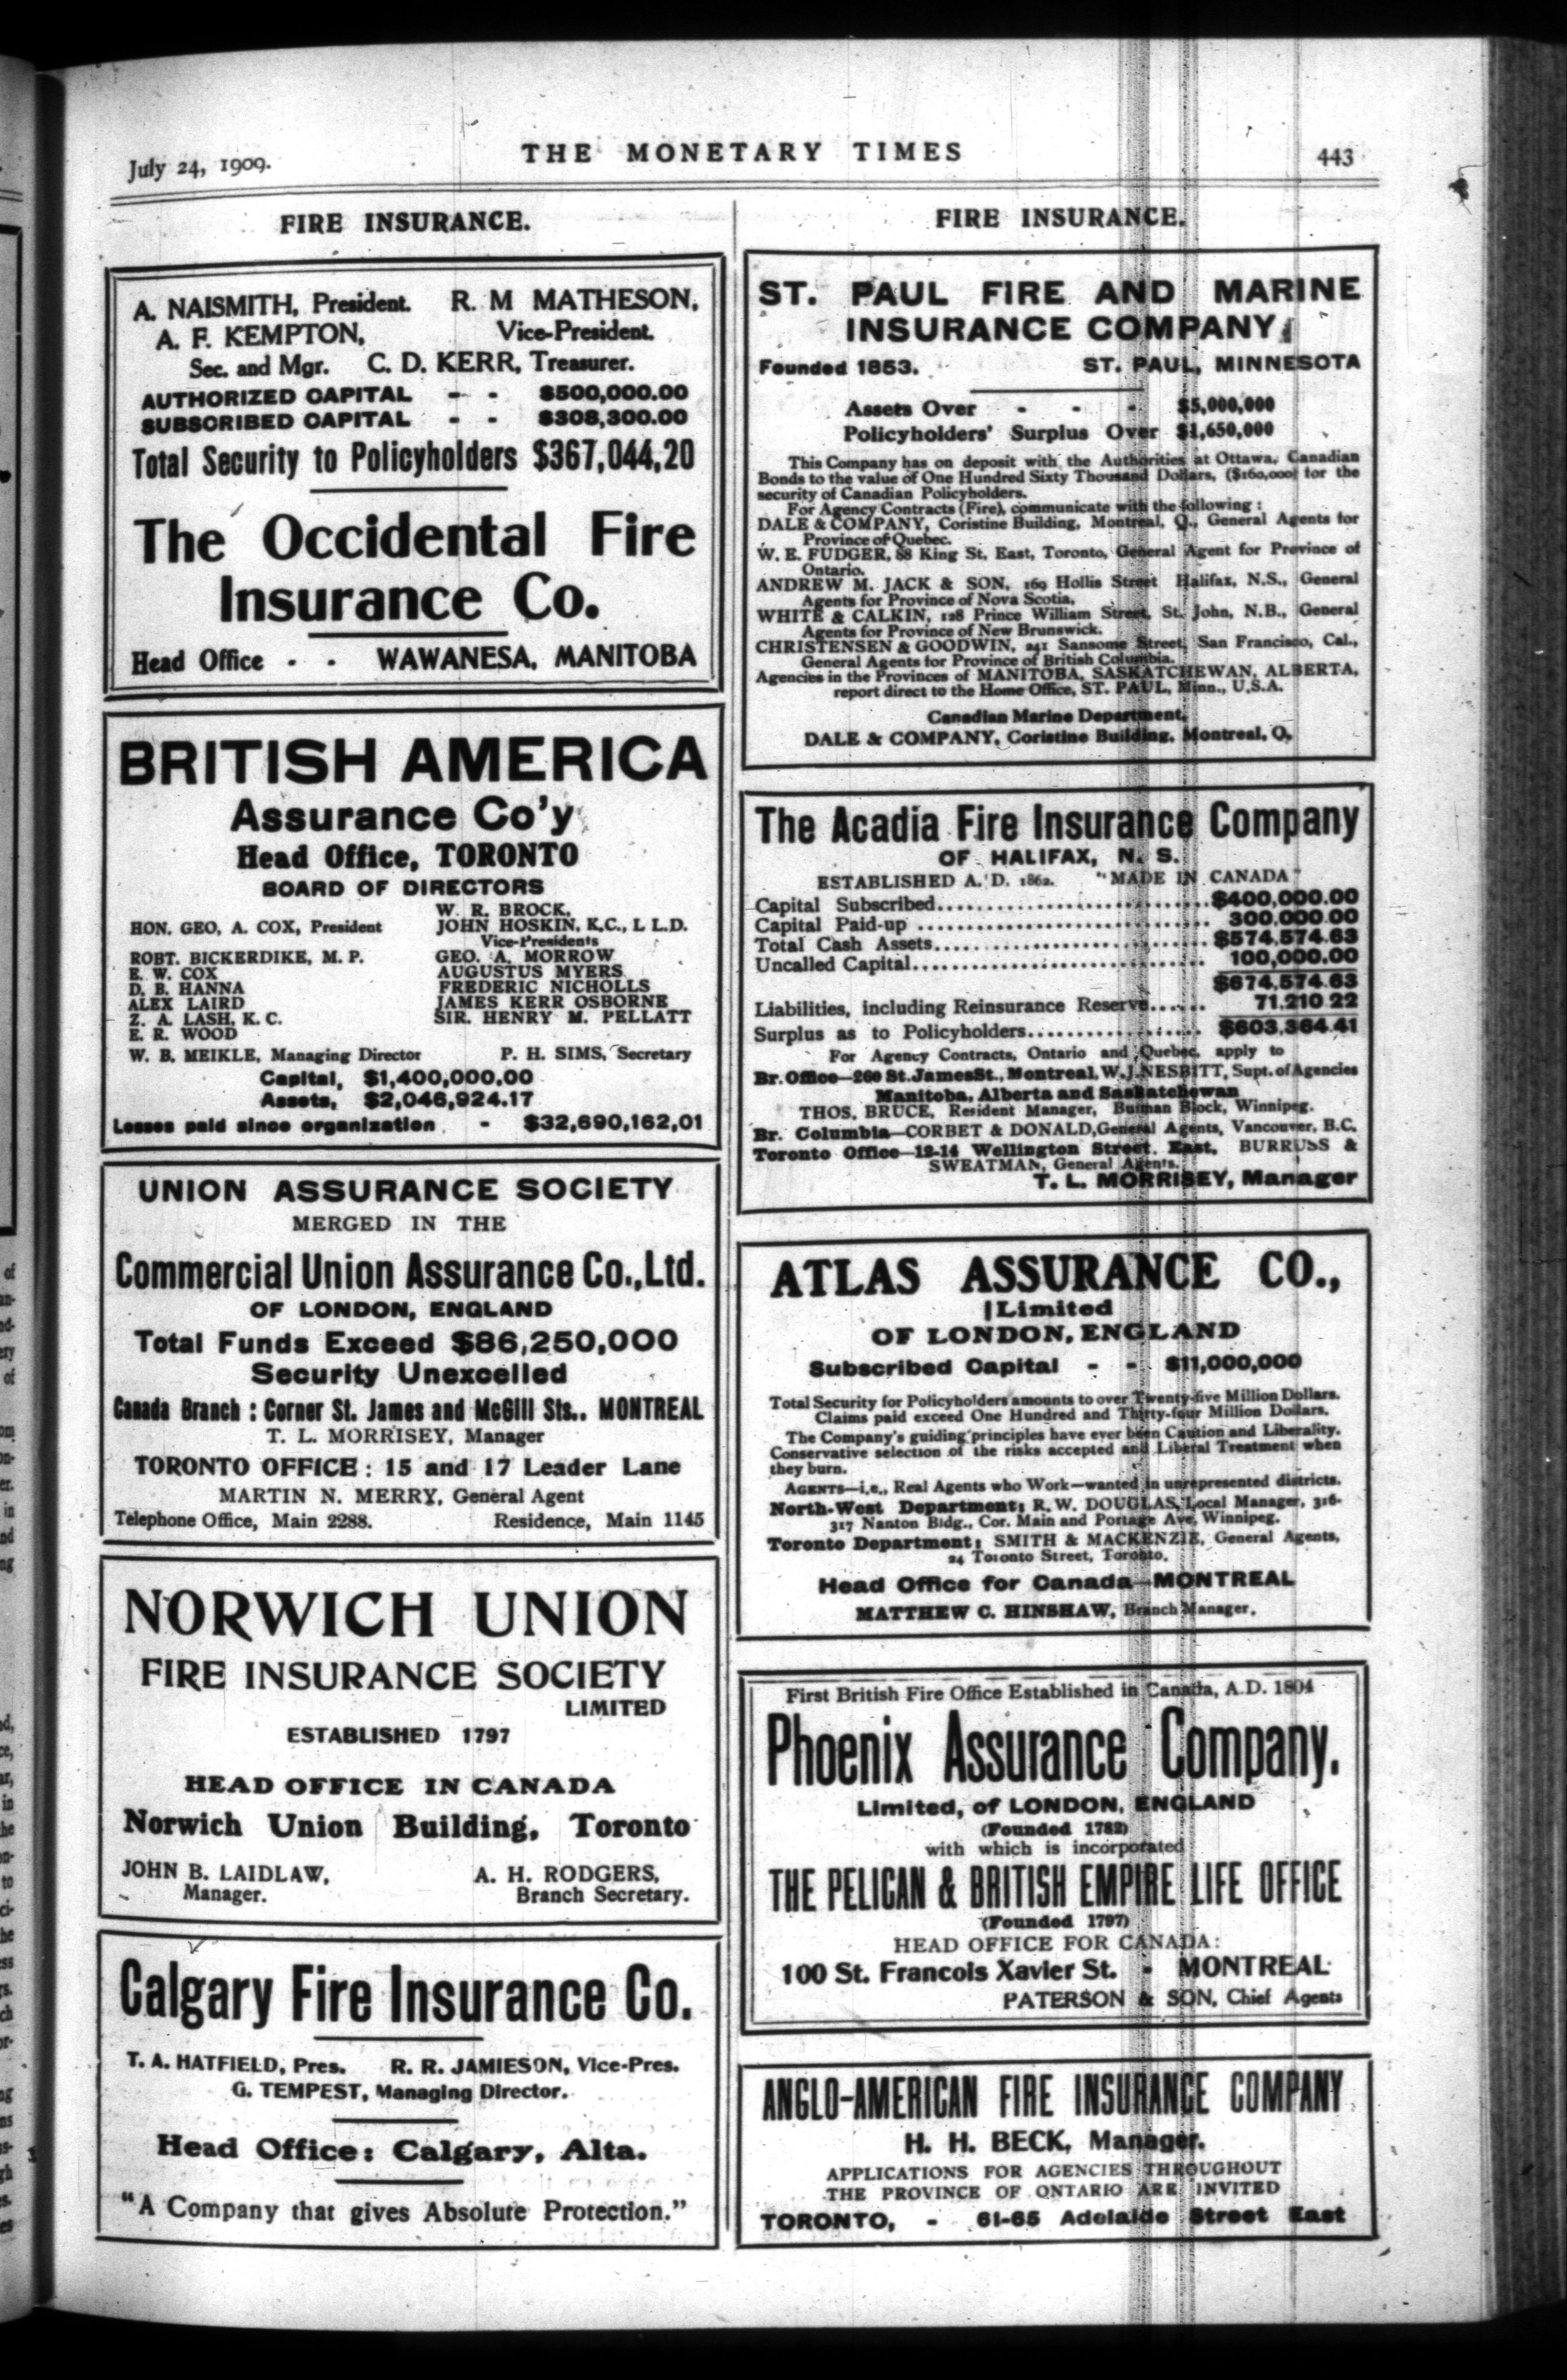 July 24, 1909.
THE MONETARY TIMES
443
FIRE INSURANCE.
A. NAISMITH, President. R. M MATHESON,
A. F. KEMPTON, Vice-President.
Sec. and Mgr. C. D. KERR, Treasurer.
AUTHORIZED CAPITAL - - $500,000.00
SUBSCRIBED CAPITAL - - $308,300.00
Total Security to Policyholders $367,044,20
The Occidental Fire
Insurance Co.
Head Office - - WAWANESA, MANITOBA
BRITISH AMERICA
Assurance Co'y
Head Office, TORONTO
BOARD OF DIRECTORS
W. R. BROCK,
HON. GEO, A. COX, President JOHN HOSKIN, K.C., L L.D.
Vice-Presidents
ROBT. BICKERDIKE, M. P. GEO. A. MORROW
E. W. COX AUGUSTUS MYERS
D. B. HANNA FREDERIC NICHOLLS
ALEX LAIRD JAMES KERR OSBORNE
Z. A. LASH, K. C. SIR. HENRY M. PELLATT
E. R. WOOD
W. B. MEIKLE, Managing Director P. H. SIMS, Secretary
Capital, $1,400,000.00
Assets, $2,046,924.17
Losses paid since organization - $32,690,162,01
UNION ASSURANCE SOCIETY
MERGED IN THE
Commercial Union Assurance Co., Ltd.
OF LONDON, ENGLAND
Total Funds Exceed $86,250,000
Security Unexcelled
Canada Branch : Corner St. James and McGill Sts., MONTREAL
T. L. MORRISEY, Manager
TORONTO OFFICE : 15 and 17 Leader Lane
MARTIN N. MERRY, General Agent
Telephone Office, Main 2288. Residence, Main 1145
NORWICH UNION
FIRE INSURANCE SOCIETY
LIMITED
ESTABLISHED 1797
HEAD OFFICE IN CANADA
Norwich Union Building, Toronto
JOHN B. LAIDLAW, A. H. RODGERS,
Manager. Branch Secretary.
Calgary Fire Insurance Co.
T. A. HATFIELD, Pres. R. R. JAMIESON, Vice-Pres.
G. TEMPEST, Managing Director.
Head Office: Calgary, Alta.
"A Company that gives Absolute Protection."
FIRE INSURANCE.
ST. PAUL FIRE AND MARINE
INSURANCE COMPANY
Founded 1853. ST. PAUL, MINNESOTA
Assets Over - - - $5,000,000
Policyholders' Surplus Over $1,650,000
This Company has on deposit with the Authorities at Ottawa, Canadian
Bonds to the value of One Hundred Sixty Thousand Dollars, ($160,000) for the
security of Canadian Policyholders.
For Agency Contracts (Fire), communicate with the following :
DALE & COMPANY, Coristine Building, Montreal, Q., General Agents for
Province of Quebec.
W. E. FUDGER, 88 King St, East, Toronto, General Agent for Province of
Ontario.
ANDREW M. JACK & SON, 169 Hollis Street Halifax, N.S., General
Agents for Province of Nova Scotia.
WHITE & CALKIN, 128 Prince William Street, St. John, N.B., General
Agents for Province of New Brunswick.
CHRISTENSEN & GOODWIN, 241 Sansome Street, San Francisco, Cal.,
General Agents for Province of British Columbia.
Agencies in the Provinces of MANITOBA, SASKATCHEWAN, ALBERTA,
report direct to the Home Office, ST. PAUL, Minn., U.S.A.
Canadian Marine Department,
DALE & COMPANY, Coristine Building, Montreal, Q,
The Acadia Fire Insurance Company
OF HALIFAX, N. S.
ESTABLISHED A. D. 1862. "MADE IN CANADA"
Capital Subscribed.......................... $400,000.00
Capital Paid-up ............................ 300,000.00
Total Cash Assets.......................... $574,574.63
Uncalled Capital............................ 100,000.00
$674,574.63
Liabilities, including Reinsurance Reserve...... 71,210 22
Surplus as to Policyholders................. $603,364.41
For Agency Contracts, Ontario and Quebec, apply to
Br. Office—260 St. James St., Montreal, W. J. NESBITT, Supt. of Agencies
Manitoba, Alberta and Saskatchewan
THOS. BRUCE, Resident Manager, Bulman Block, Winnipeg.
Br. Columbia—CORBET & DONALD, General Agents, Vancouver, B.C.
Toronto Office—12-14 Wellington Street. East, BURRUSS &
SWEATMAN, General Agents.
T. L. MORRISEY, Manager
ATLAS ASSURANCE CO.,
Limited
OF LONDON, ENGLAND
Subscribed Capital - - $11,000,000
Total Security for Policyholders amounts to over Twenty-five Million Dollars.
Claims paid exceed One Hundred and Thirty-four Million Dollars.
The Company's guiding principles have ever been Caution and Liberality.
Conservative selection of the risks accepted and Liberal Treatment when
they burn.
AGENTS—i.e., Real Agents who Work—wanted in unrepresented districts.
North-West Department: R. W. DOUGLAS, Local Manager, 316-
317 Nanton Bldg., Cor. Main and Portage Ave, Winnipeg.
Toronto Department: SMITH & MACKENZIE, General Agents,
24 Toronto Street, Toronto.
Head Office for Canada—MONTREAL
MATTHEW C. HINSHAW, Branch Manager.
First British Fire Office Established in Canada, A.D. 1804
Phoenix Assurance Company,
Limited, of LONDON, ENGLAND
(Founded 1782)
with which is incorporated
THE PELICAN & BRITISH EMPIRE LIFE OFFICE
(Founded 1797)
HEAD OFFICE FOR CANADA:
100 St. Francois Xavier St. - MONTREAL
PATERSON & SON, Chief Agents
ANGLO-AMERICAN FIRE INSURANCE COMPANY
H. H. BECK, Manager.
APPLICATIONS FOR AGENCIES THROUGHOUT
THE PROVINCE OF ONTARIO ARE INVITED
TORONTO, - 61-65 Adelaide Street East